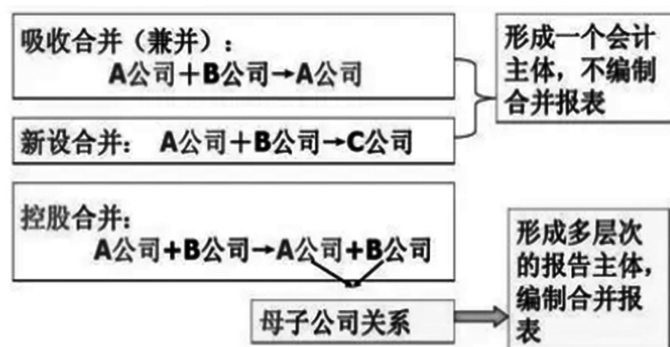 吸收合并（兼并）：
A公司＋B公司→A公司
形成一个会计
主体，不编制
合并报表
新设合并： A公司＋B公司→C公司
控股合并：
A公司+B公司→A公司+B公司
母子公司关系
形成多层次
的报告主体，
编制合并报
表